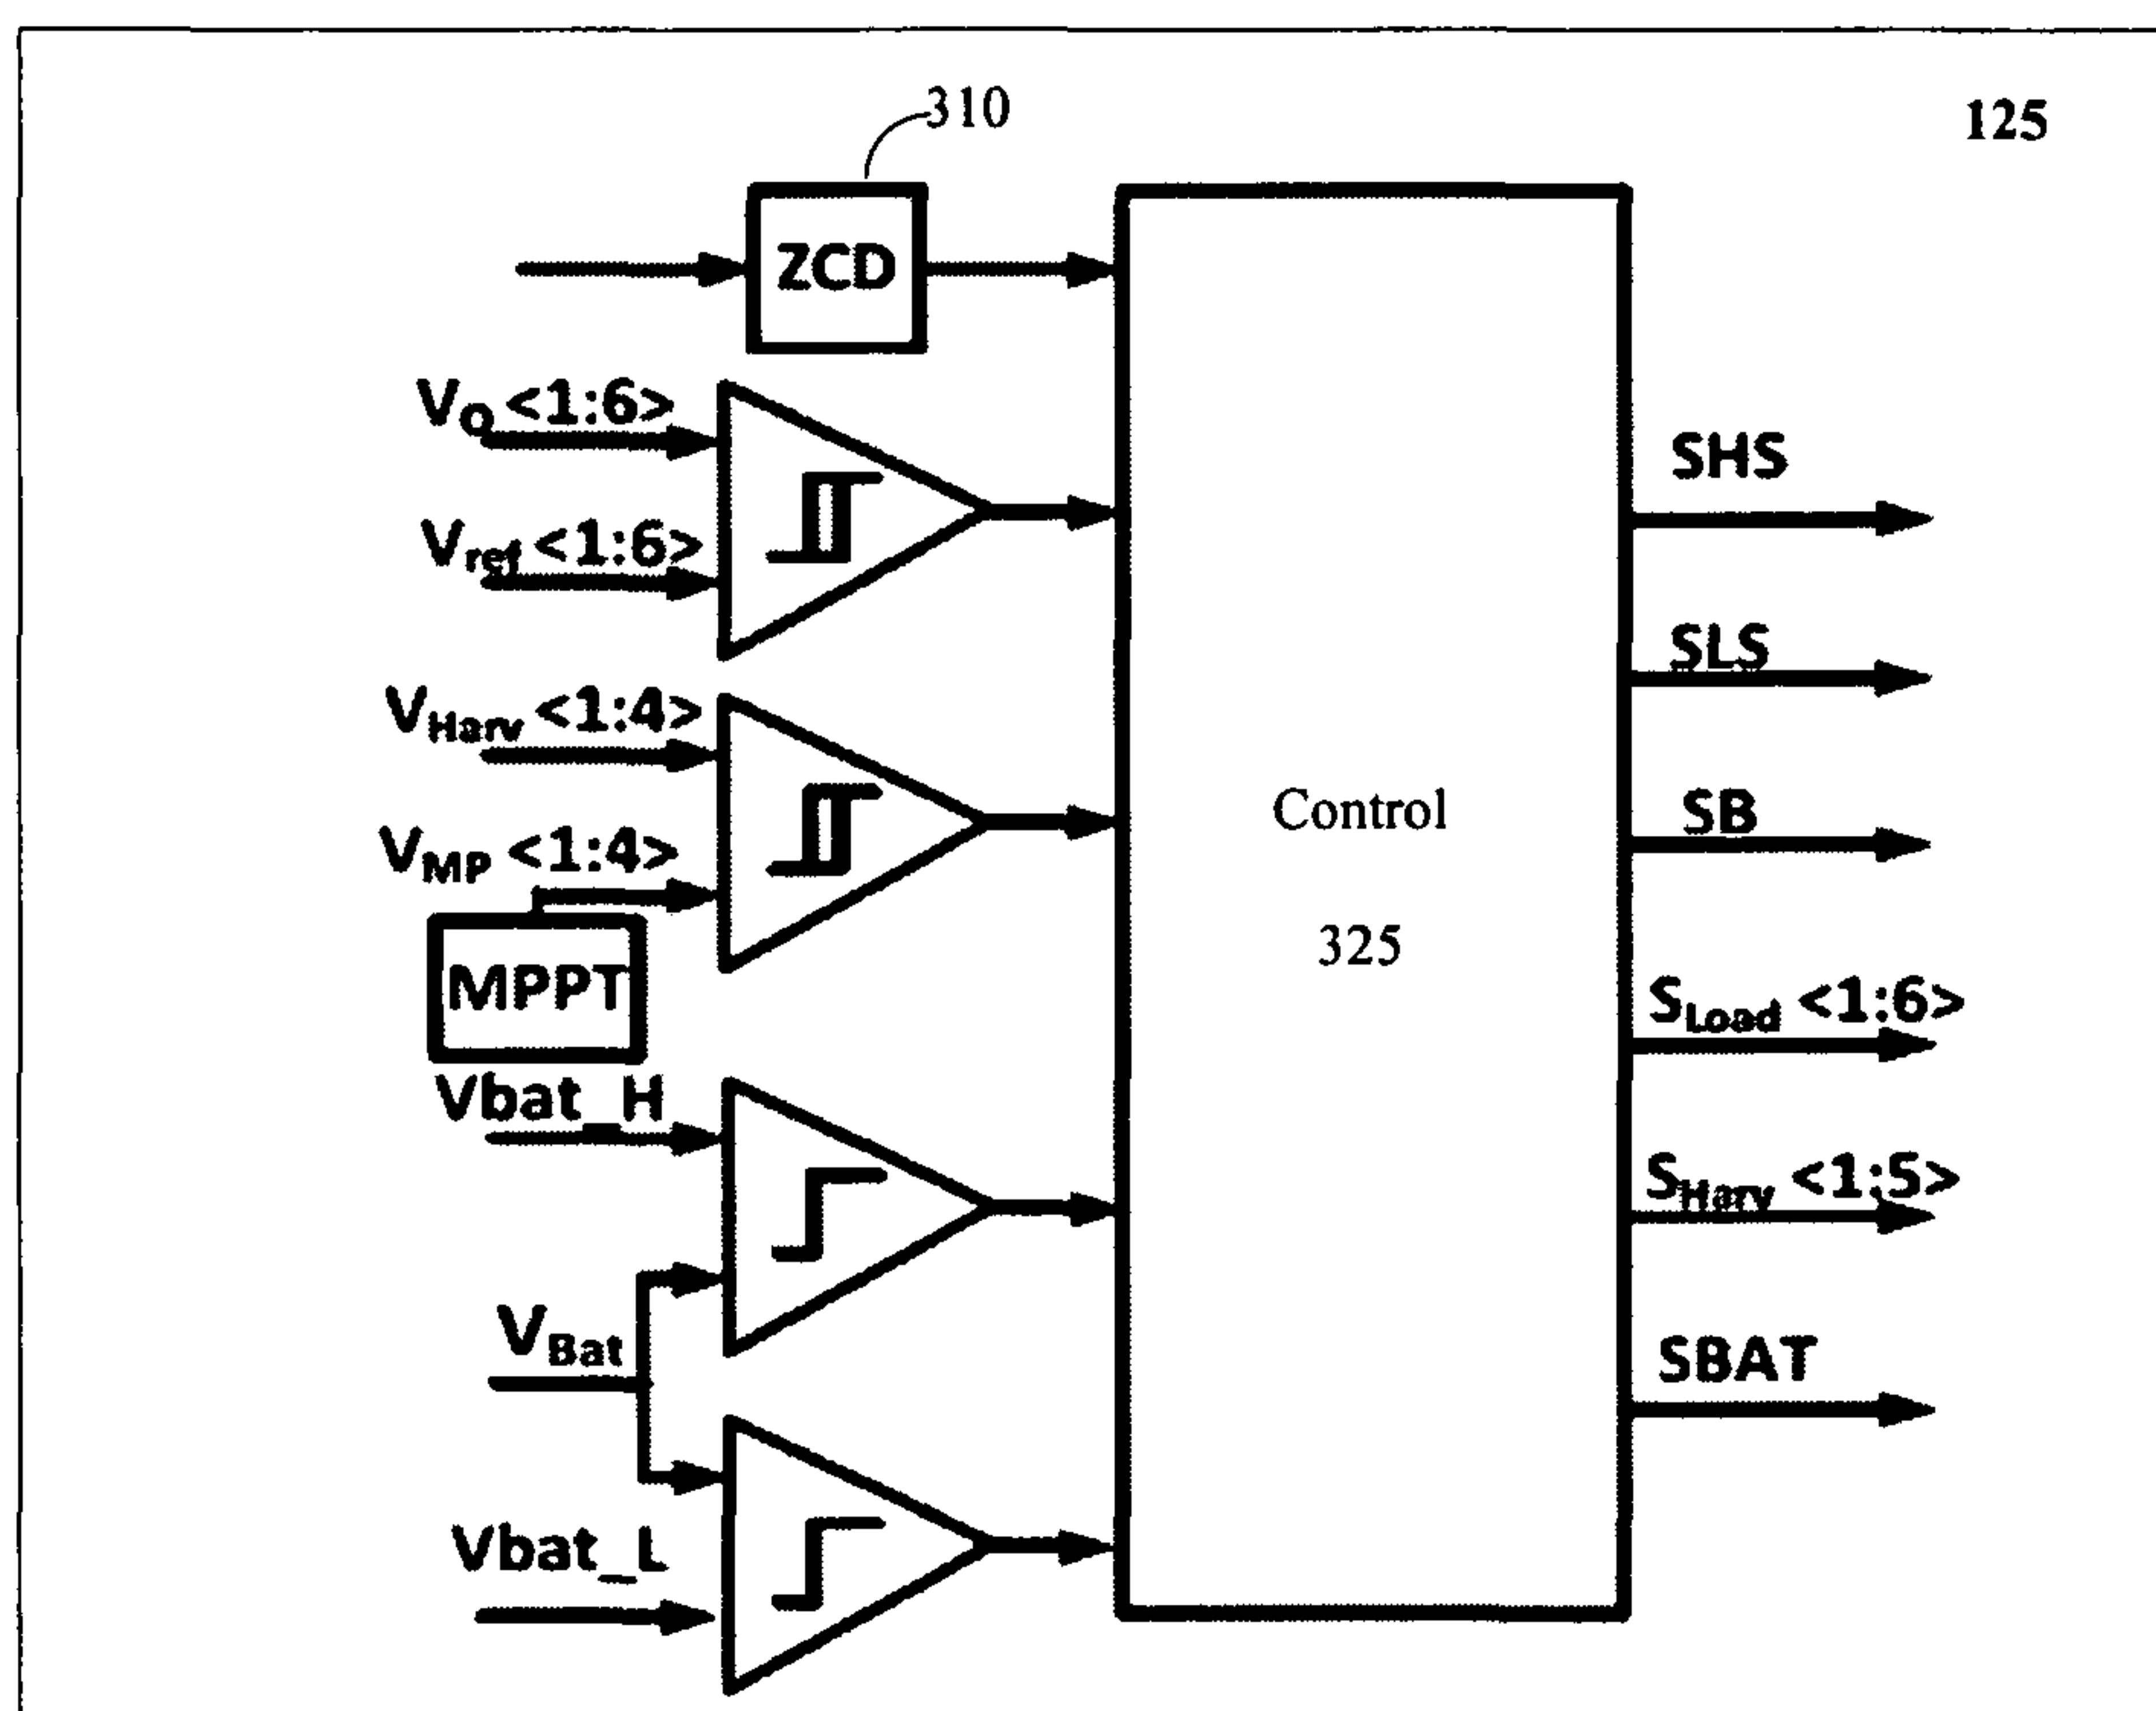 310
125
ZCD
VO <1:6>
Vref <1:6>
VHarv <1:4>
VMP <1:4>
MPPT
Vbat_H
VBat
Vbat_L
Control
325
SHS
SLS
SB
SLoad <1:6>
SHarv <1:5>
SBAT